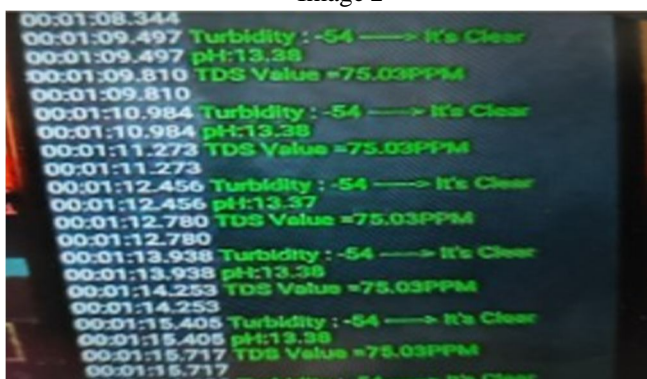 Image 2
00:01:08.344
00:01:09.497 Turbidity : -54 ----> It's Clear
00:01:09.497 pH:13.38
00:01:09.810 TDS Value =75.03PPM
00:01:09.810
00:01:10.984 Turbidity : -54 ----> It's Clear
00:01:10.984 pH:13.38
00:01:11.273 TDS Value =75.03PPM
00:01:11.273
00:01:12.456 Turbidity : -54 ----> It's Clear
00:01:12.456 pH:13.37
00:01:12.780 TDS Value =75.03PPM
00:01:12.780
00:01:13.938 Turbidity : -54 ----> It's Clear
00:01:13.938 pH:13.38
00:01:14.253 TDS Value =75.03PPM
00:01:14.253
00:01:15.405 Turbidity : -54 ----> It's Clear
00:01:15.405 pH:13.38
00:01:15.717 TDS Value =75.03PPM
00:01:15.717
Turbidity : -54 ----> It's Clear